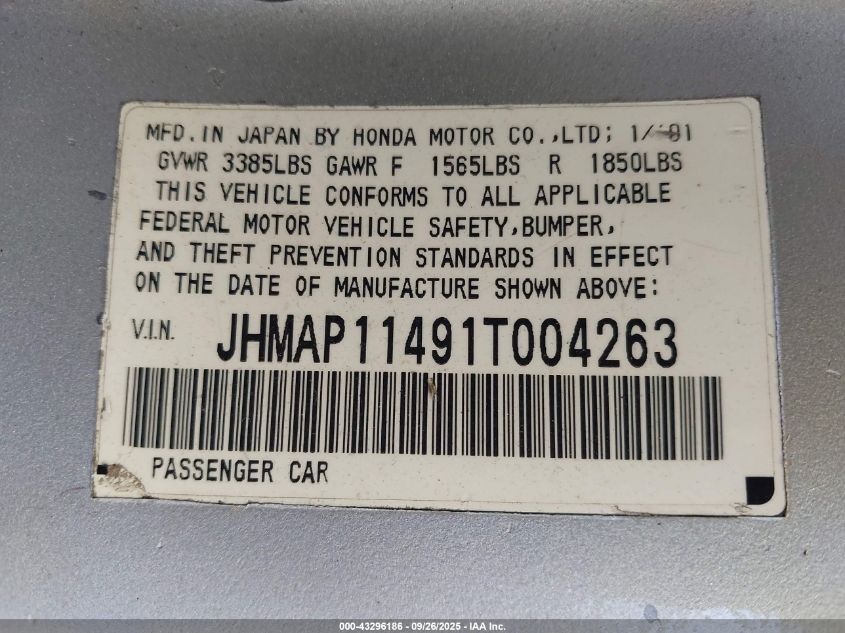 MFD. IN JAPAN BY HONDA MOTOR CO.,LTD; 1/ 01
GVWR 3385LBS GAWR F 1565LBS R 1850LBS
THIS VEHICLE CONFORMS TO ALL APPLICABLE
FEDERAL MOTOR VEHICLE SAFETY,BUMPER,
AND THEFT PREVENTION STANDARDS IN EFFECT
ON THE DATE OF MANUFACTURE SHOWN ABOVE:
V.I.N. JHMAP11491T004263
PASSENGER CAR
000-43296186 - 09/26/2025 - IAA Inc.